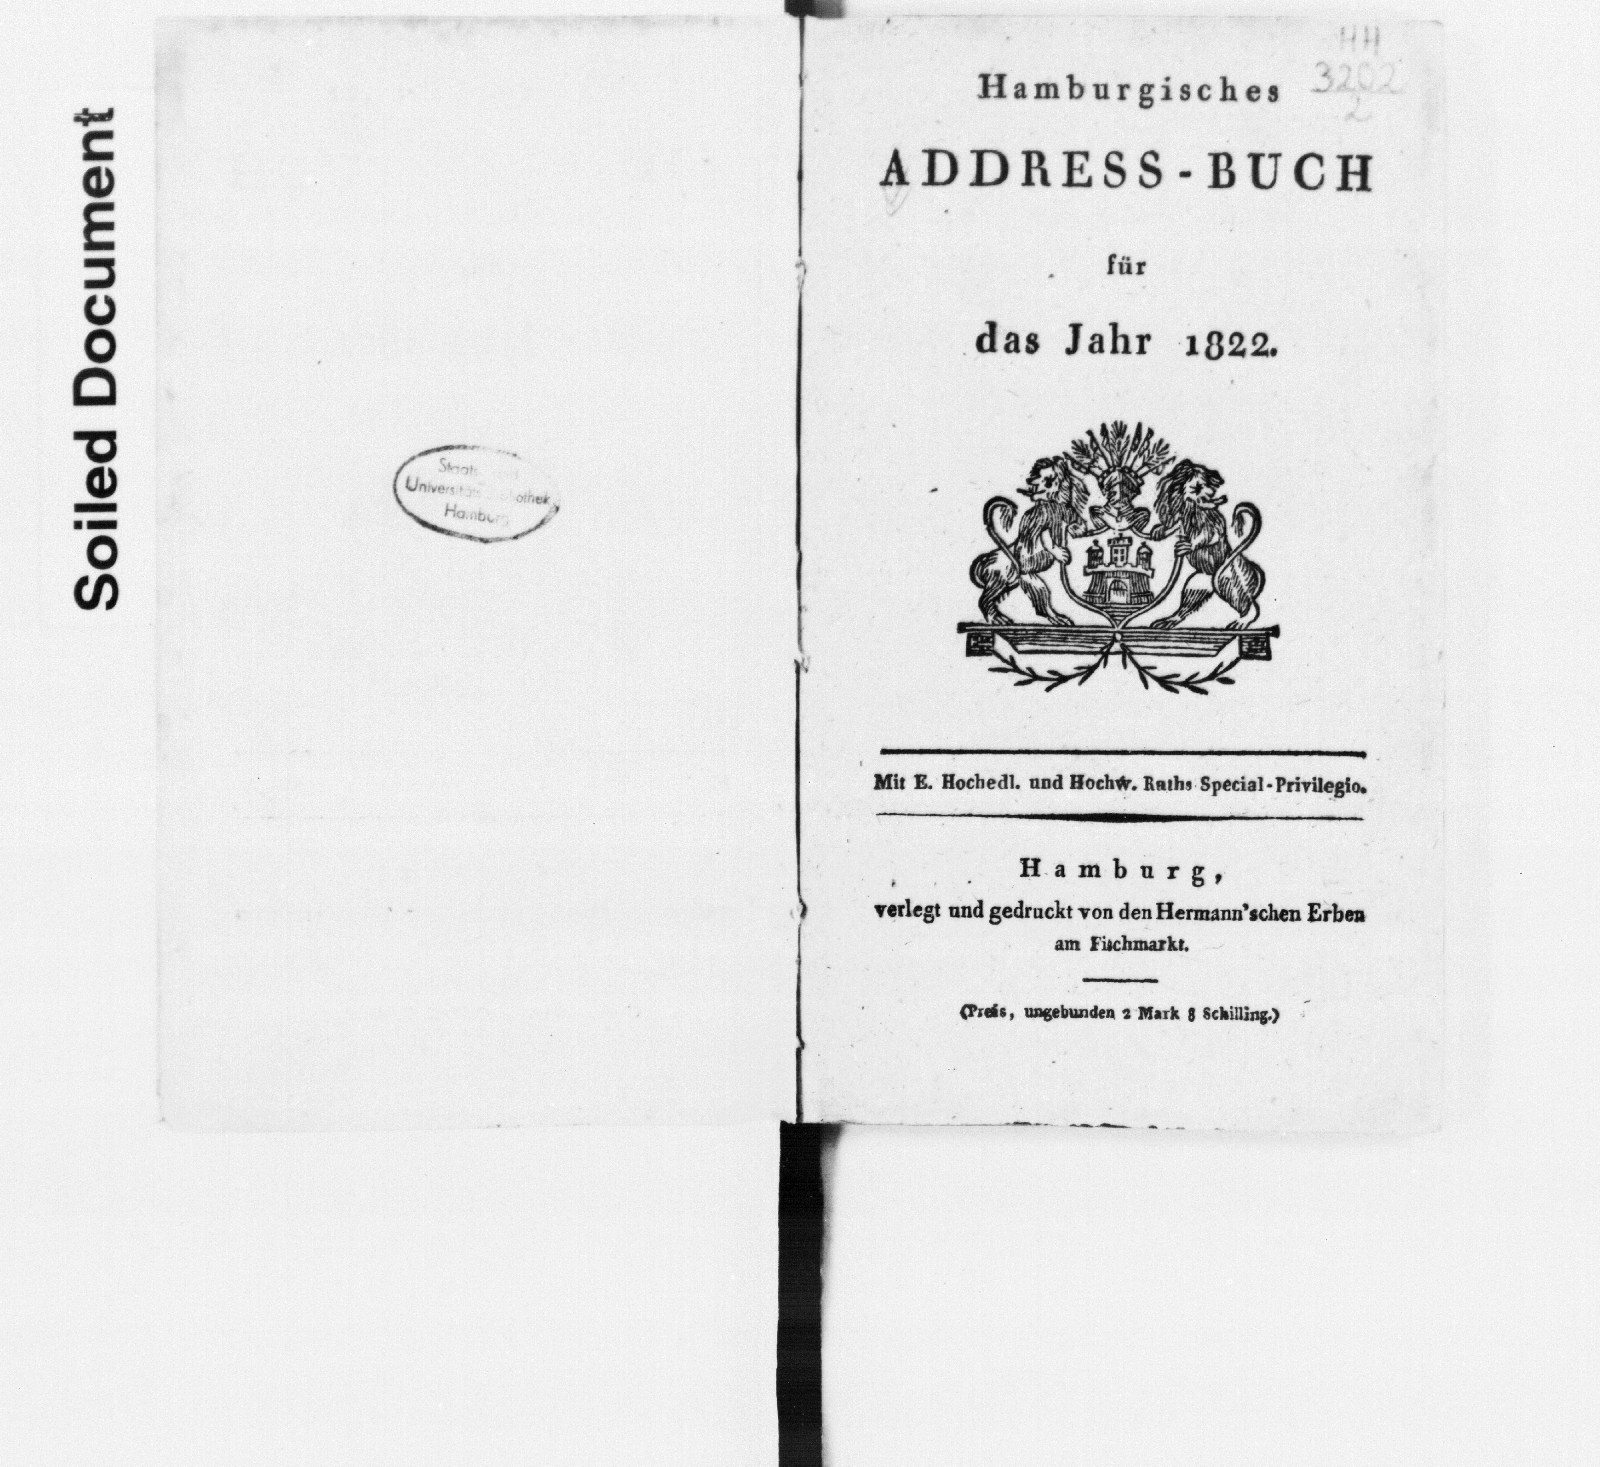 Soiled Document
Staats
Universitäts Bibliothek
Hamburg
HH
3202
2
Hamburgisches
ADDRESS-BUCH
für
das Jahr 1822.
Mit E. Hochedl. und Hochw. Raths Special-Privilegio.
Hamburg,
verlegt und gedruckt von den Hermann'schen Erben
am Fischmarkt.
(Preis, ungebunden 2 Mark 8 Schilling.)